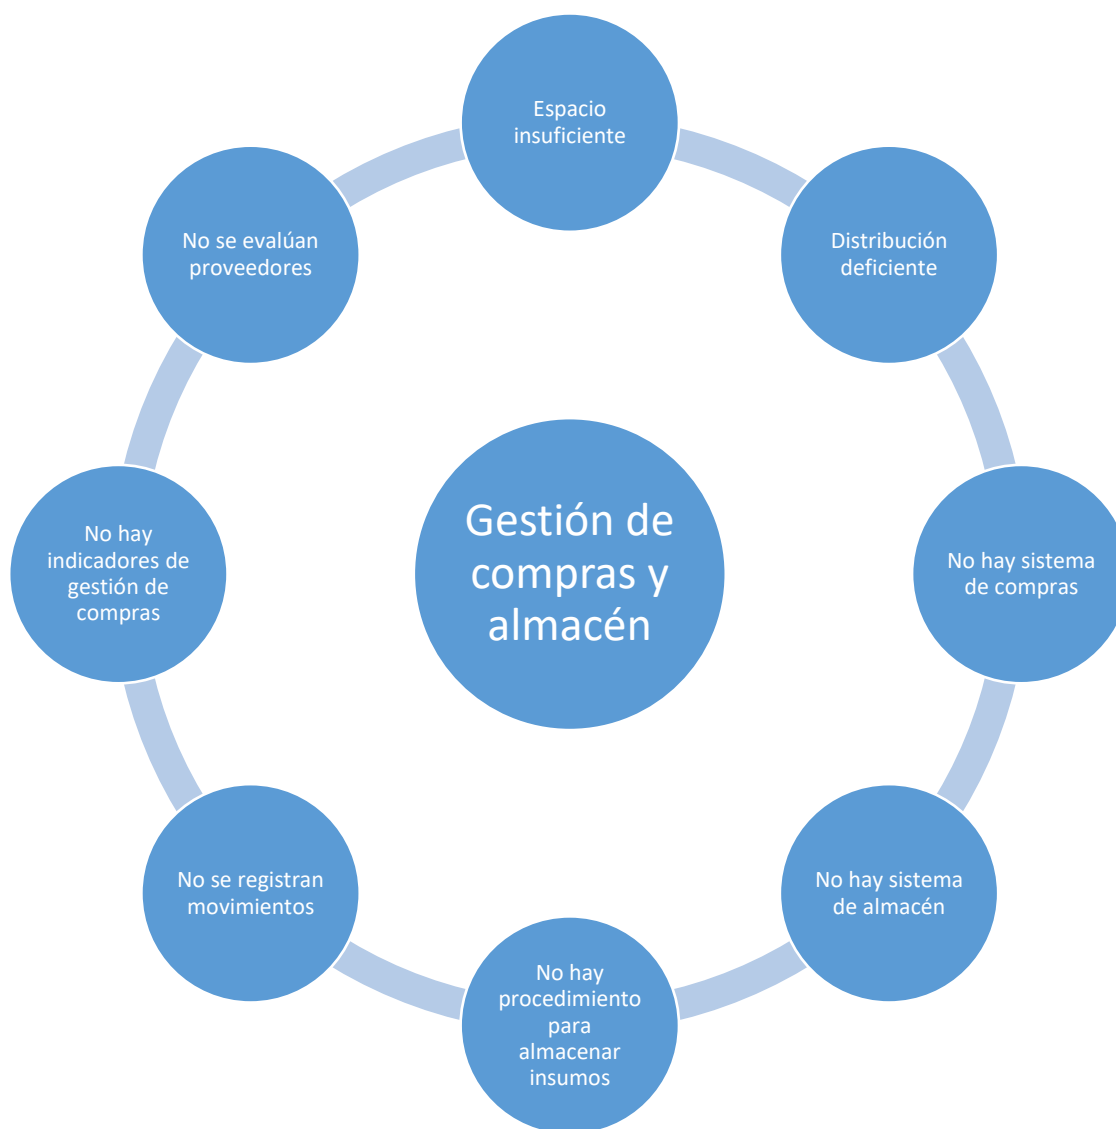 Espacio
insuficiente
Distribución
deficiente
No hay sistema
de compras
No hay sistema
de almacén
No hay
procedimiento
para
almacenar
insumos
No se registran
movimientos
No hay
indicadores de
gestión de
compras
No se evalúan
proveedores
Gestión de
compras y
almacén